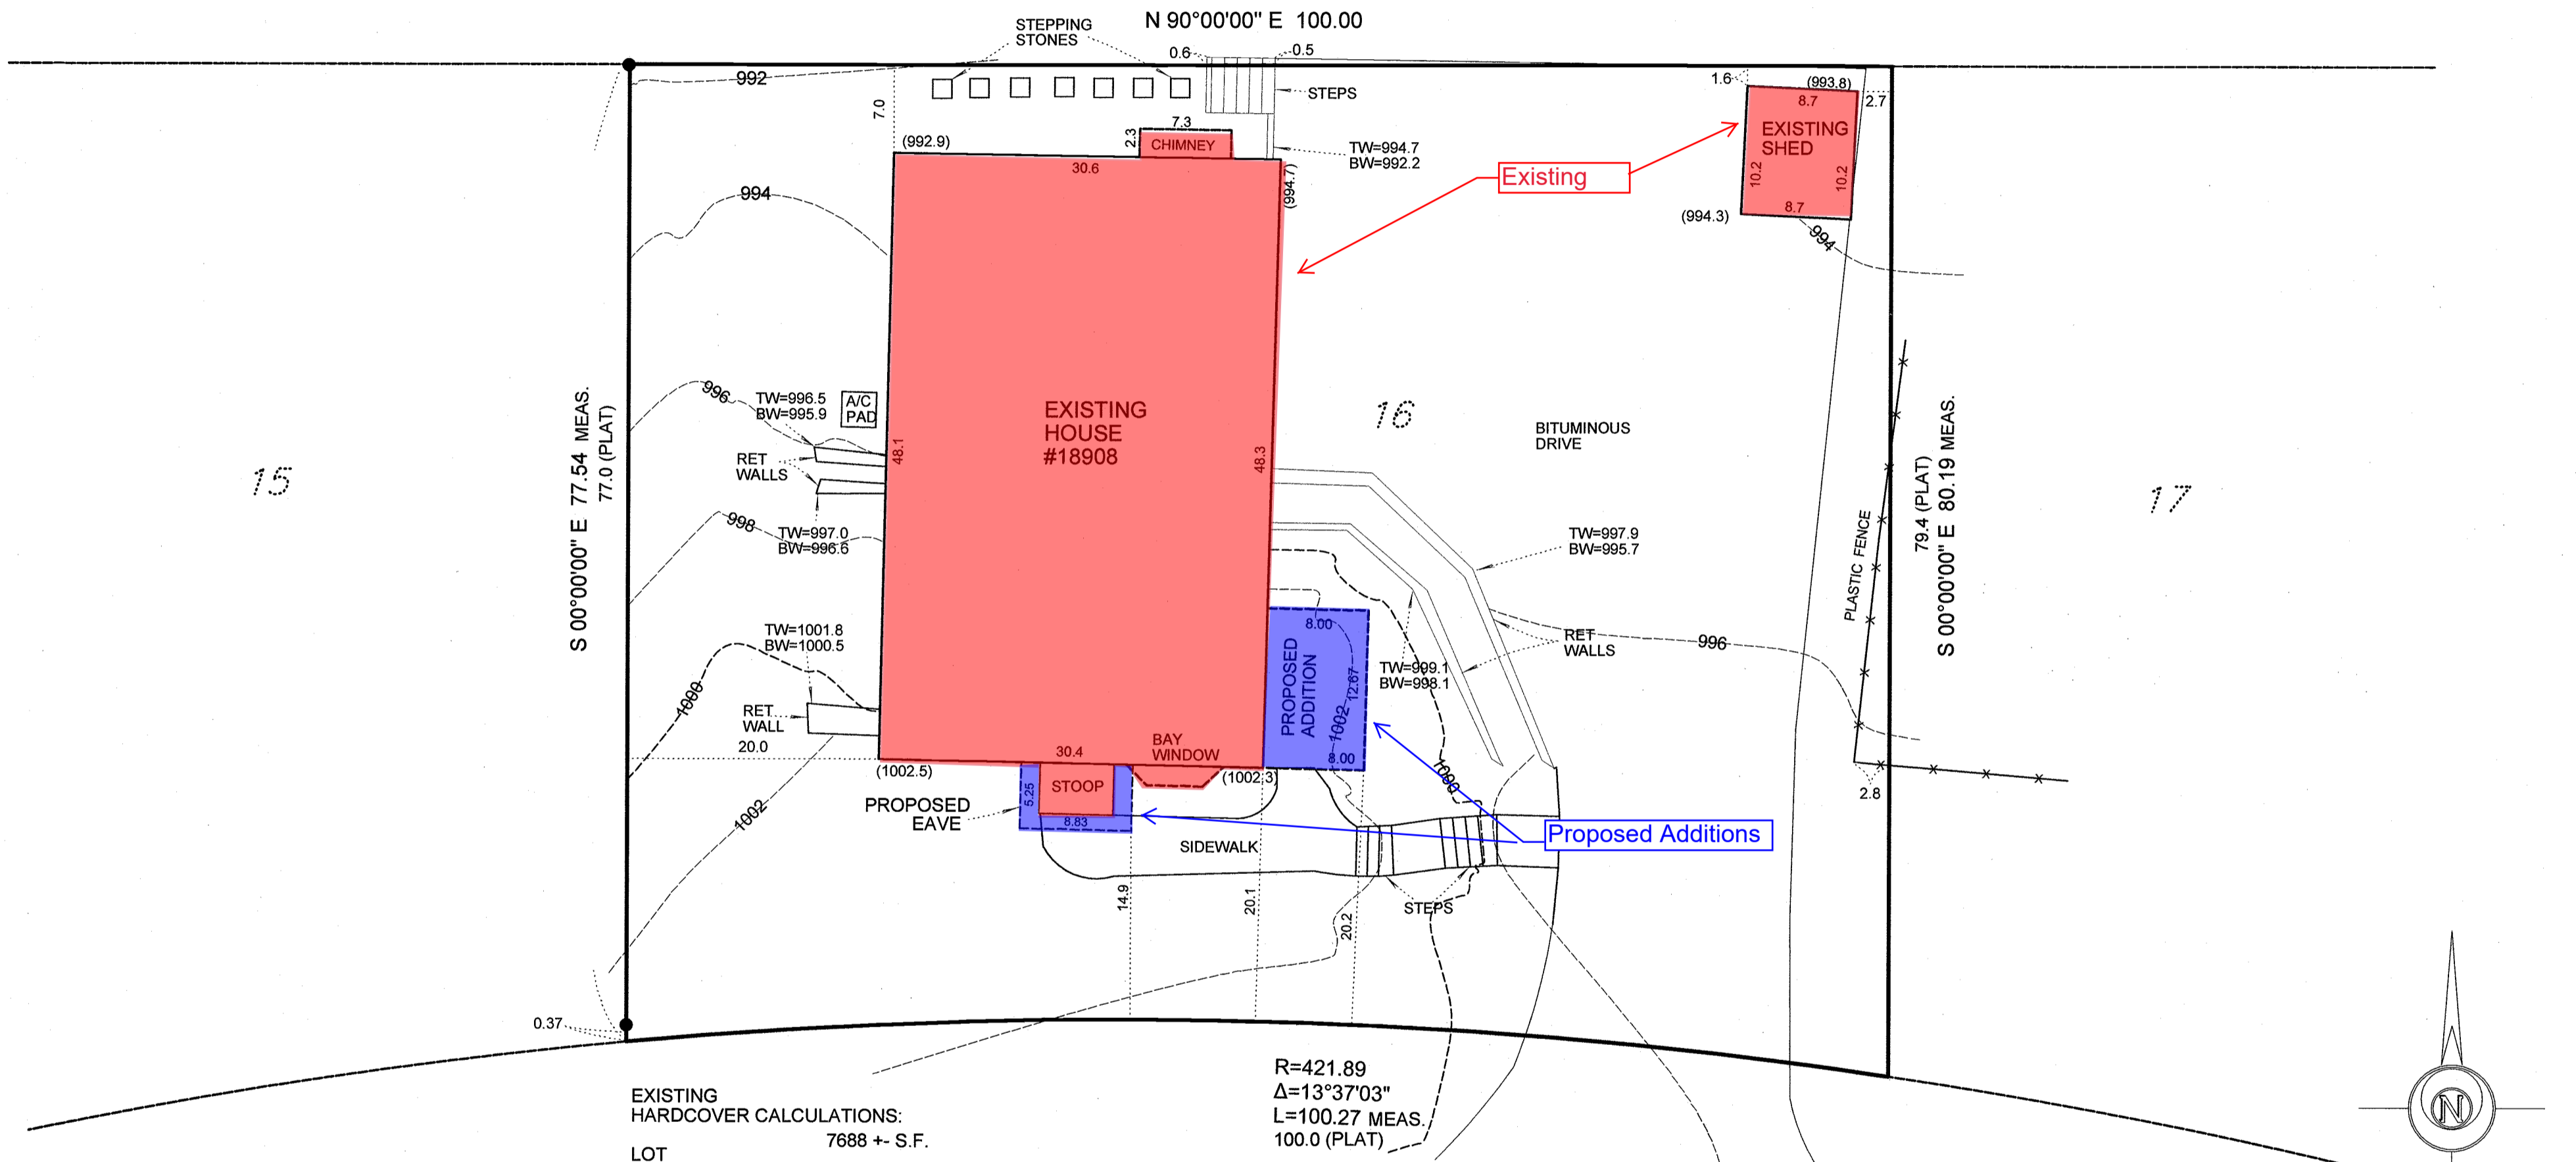 N 90°00'00" E 100.00
STEPPING
STONES
0.6
0.5
992
STEPS
7.0
1.6
(993.8)
8.7
2.7
EXISTING
SHED
10.2
10.2
8.7
(994.3)
994
(992.9)
7.3
2.3
CHIMNEY
30.6
TW=994.7
BW=992.2
(994.7)
Existing
994
EXISTING
HOUSE
#18908
48.1
48.3
16
BITUMINOUS
DRIVE
15
17
S 00°00'00" E 77.54 MEAS.
77.0 (PLAT)
79.4 (PLAT)
S 00°00'00" E 80.19 MEAS.
PLASTIC FENCE
996
TW=996.5
BW=995.9
A/C
PAD
RET
WALLS
998
TW=997.0
BW=996.6
TW=997.9
BW=995.7
RET
WALLS
996
TW=999.1
BW=998.1
8.00
PROPOSED
ADDITION
12.67
1002
8.00
TW=1001.8
BW=1000.5
1000
RET
WALL
20.0
(1002.5)
30.4
BAY
WINDOW
(1002.3)
1000
2.8
STOOP
5.25
8.83
PROPOSED
EAVE
1002
Proposed Additions
SIDEWALK
STEPS
14.9
20.1
20.2
0.37
R=421.89
Δ=13°37'03"
L=100.27 MEAS.
100.0 (PLAT)
EXISTING
HARDCOVER CALCULATIONS:
7688 +- S.F.
LOT
N